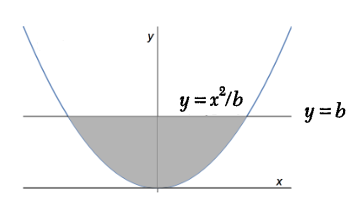 y
y = x²/b
y = b
x